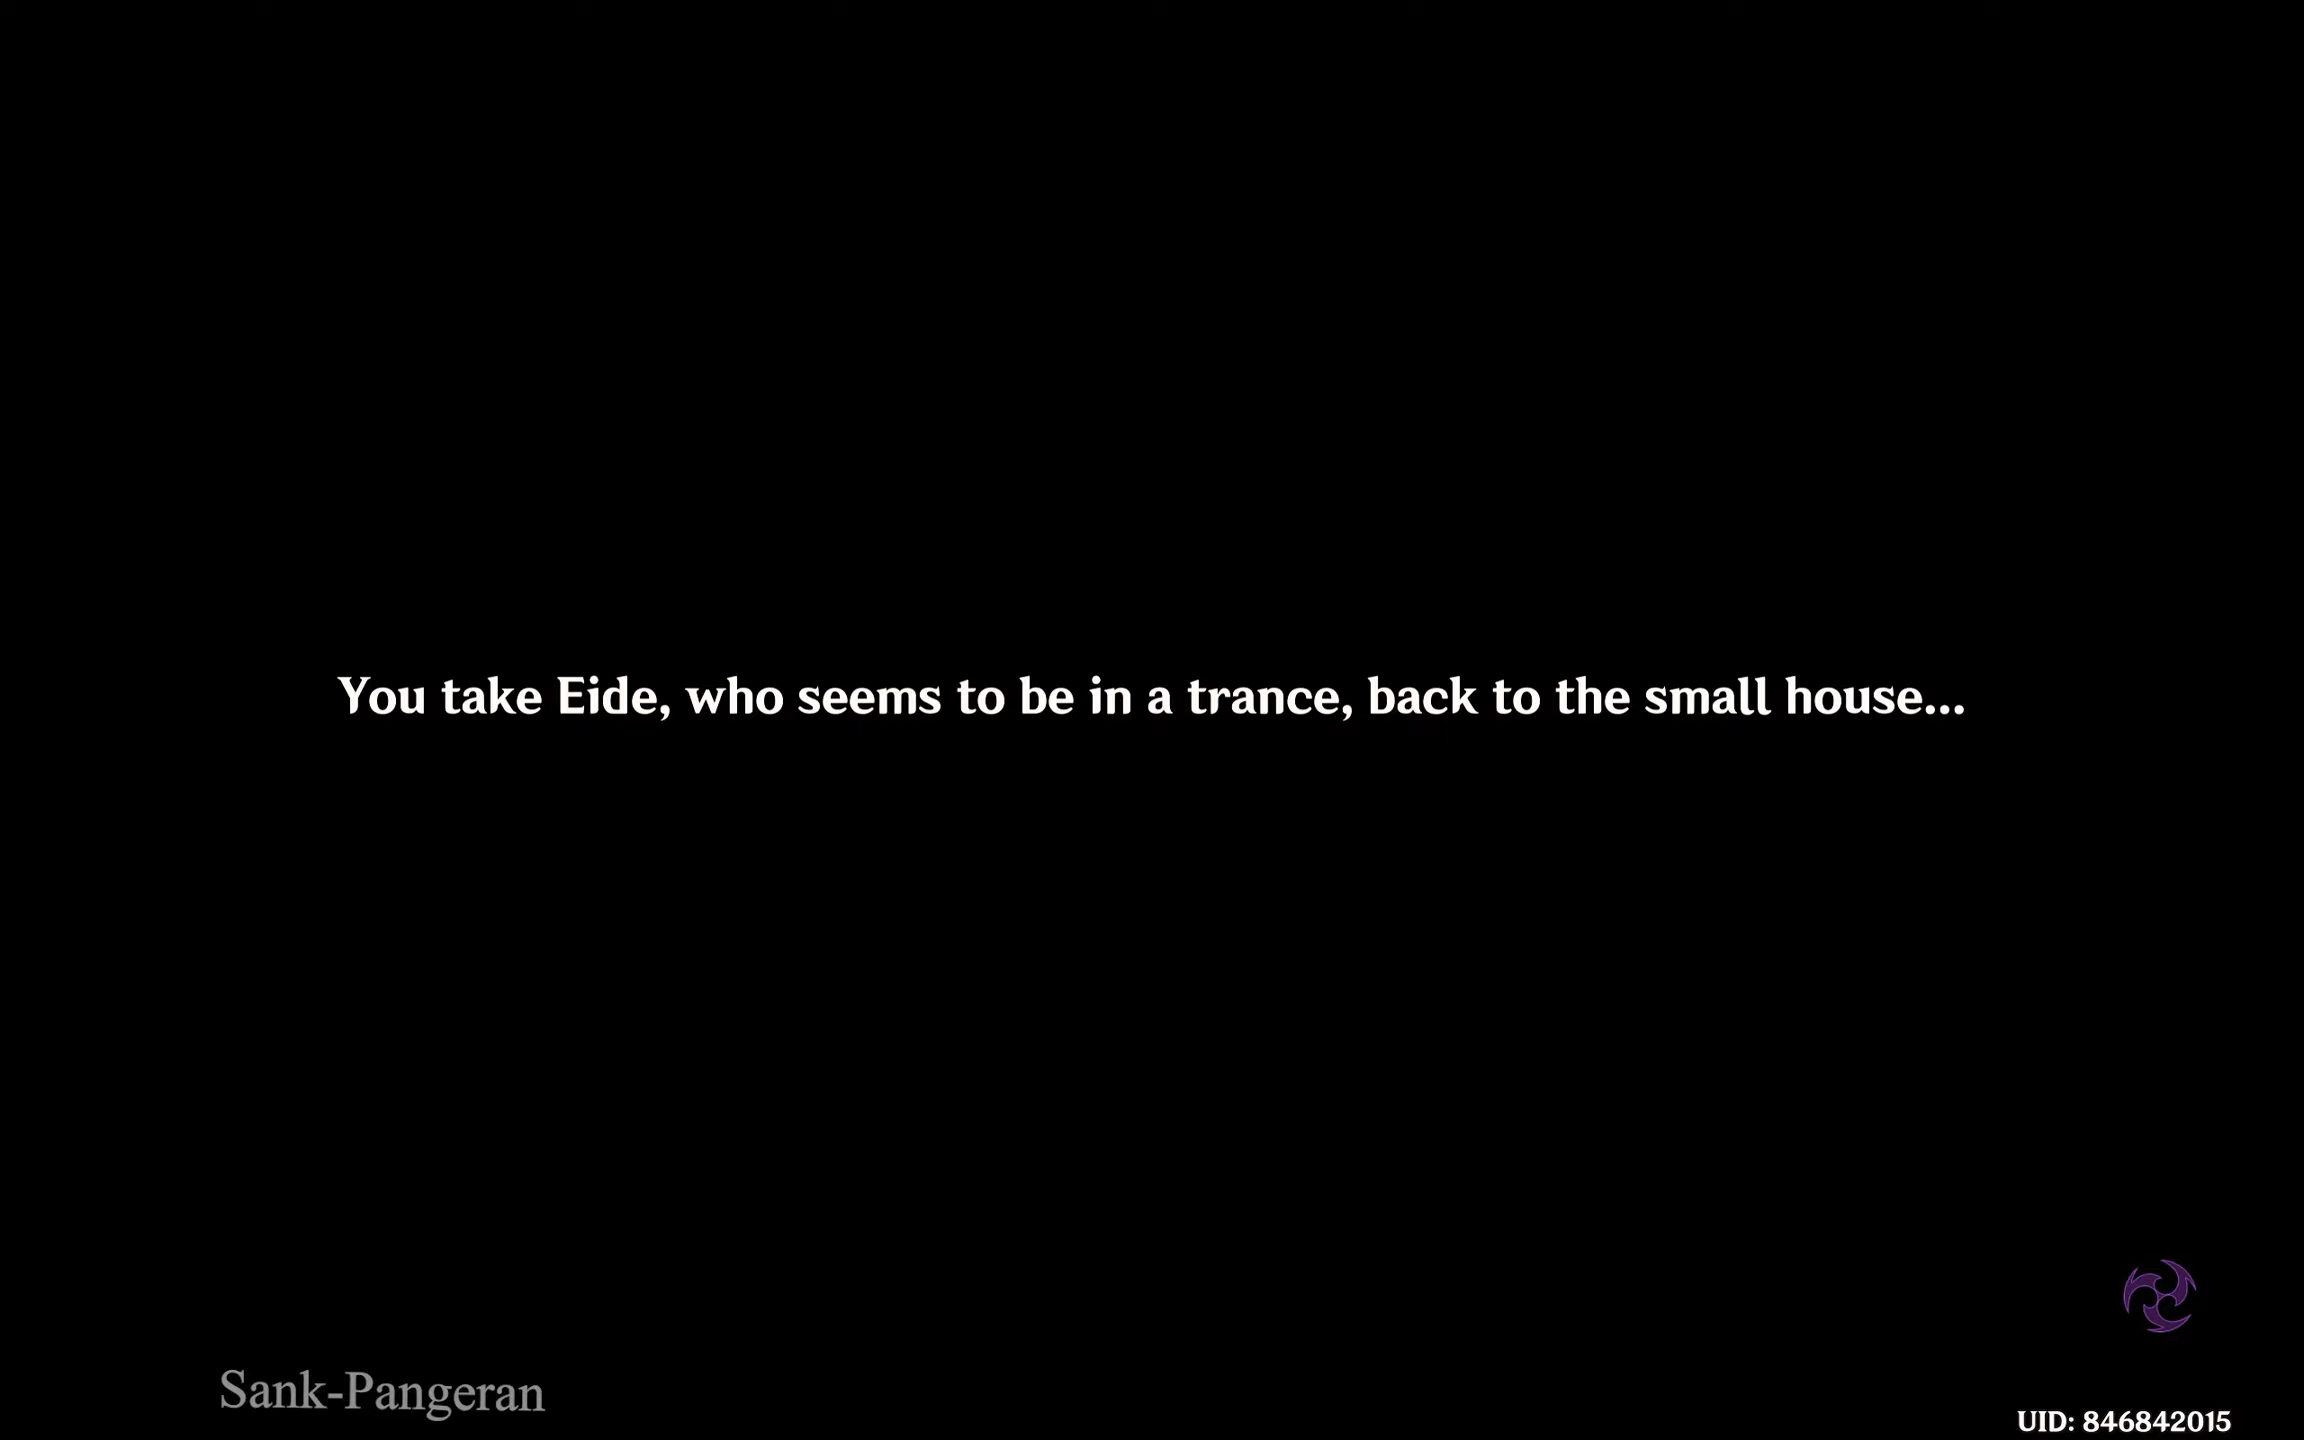 You take Eide, who seems to be in a trance, back to the small house...
Sank-Pangeran
UID: 846842015